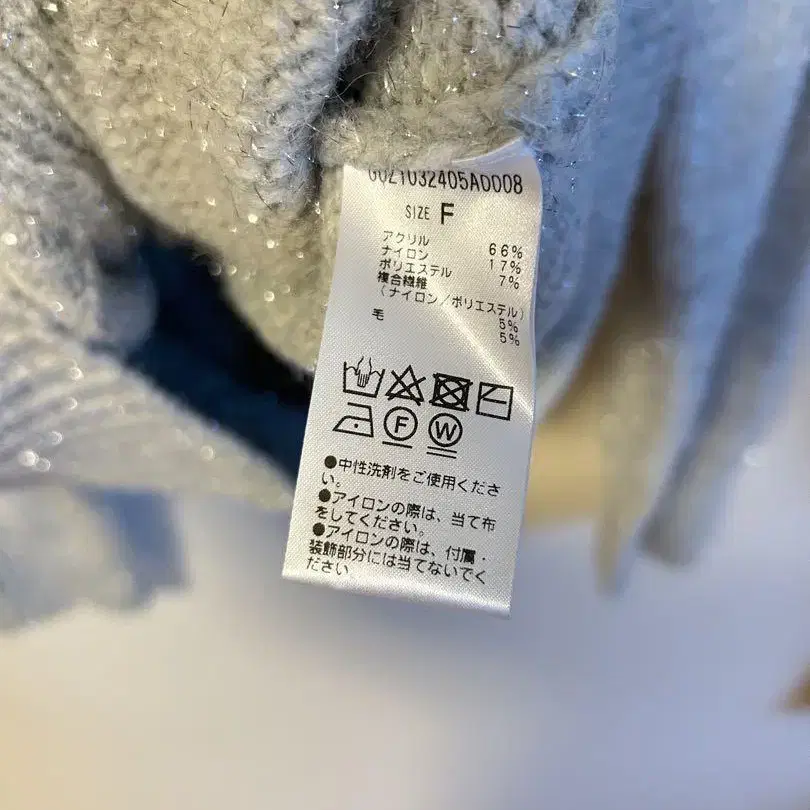 0021032405AD008
SIZE F
アクリル 66%
ナイロン 17%
ポリエステル 7%
複合繊維
(ナイロン/ポリエステル) 5%
毛 5%
F W
●中性洗剤をご使用くださ
い。
●アイロンの際は、当て布
をしてください。
●アイロンの際は、付属・
装飾部分には当てないでく
ださい